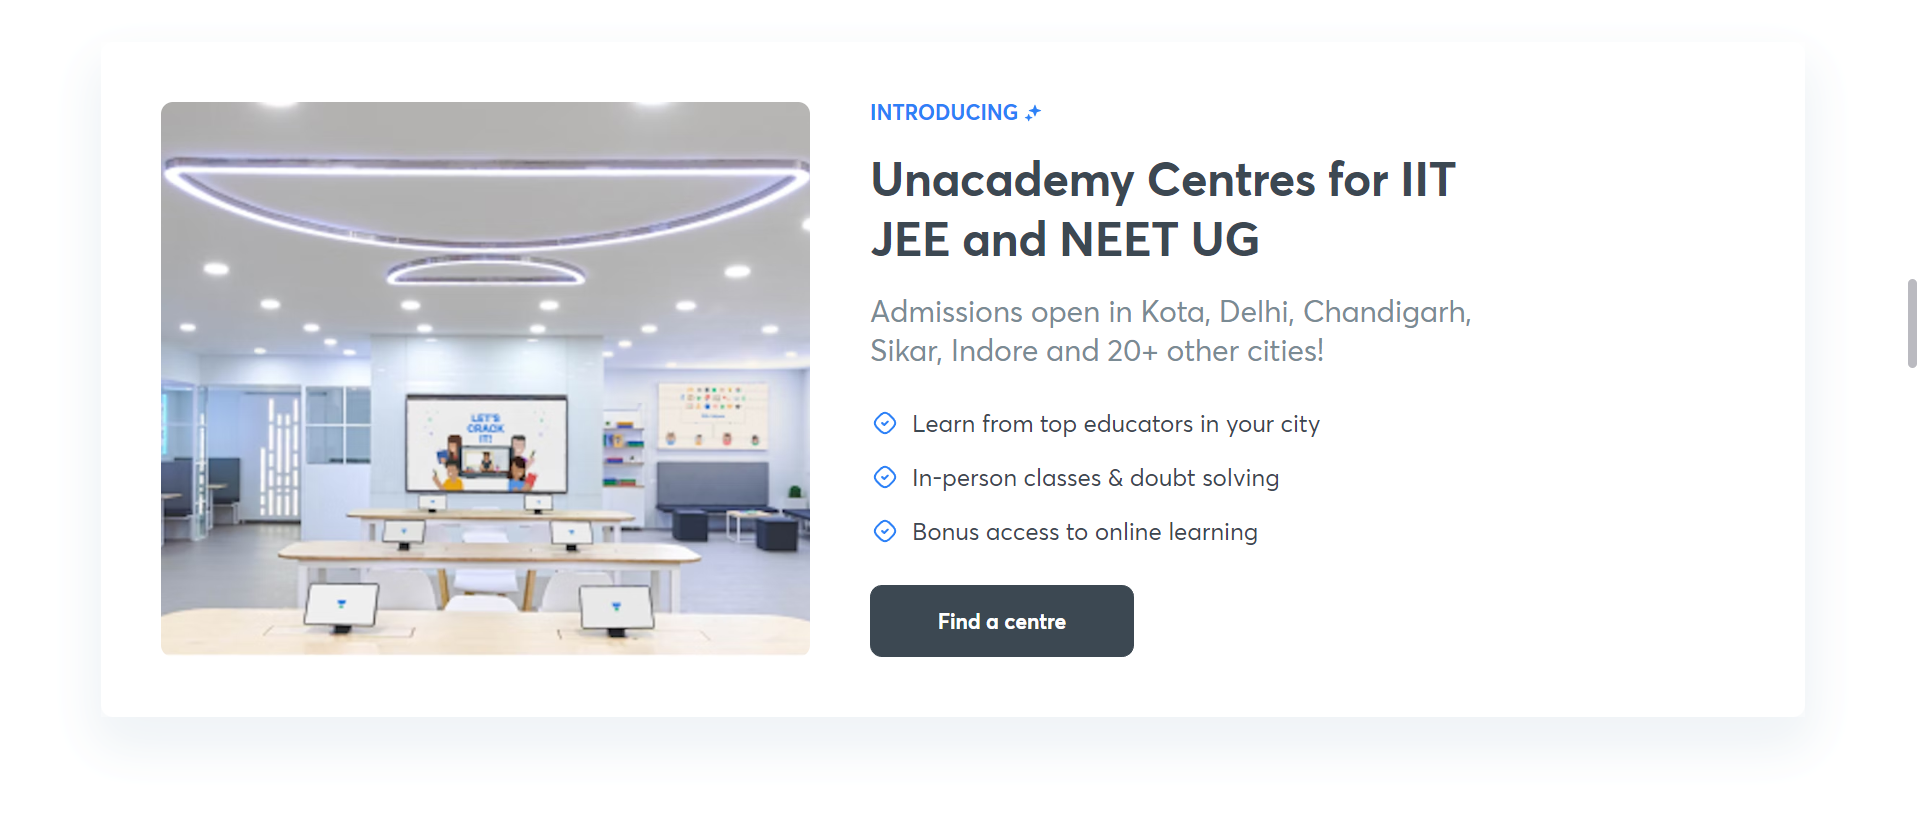 INTRODUCING
Unacademy Centres for IIT
JEE and NEET UG
Admissions open in Kota, Delhi, Chandigarh,
Sikar, Indore and 20+ other cities!
Learn from top educators in your city
In-person classes & doubt solving
Bonus access to online learning
Find a centre
LET'S
CRACK
IT!